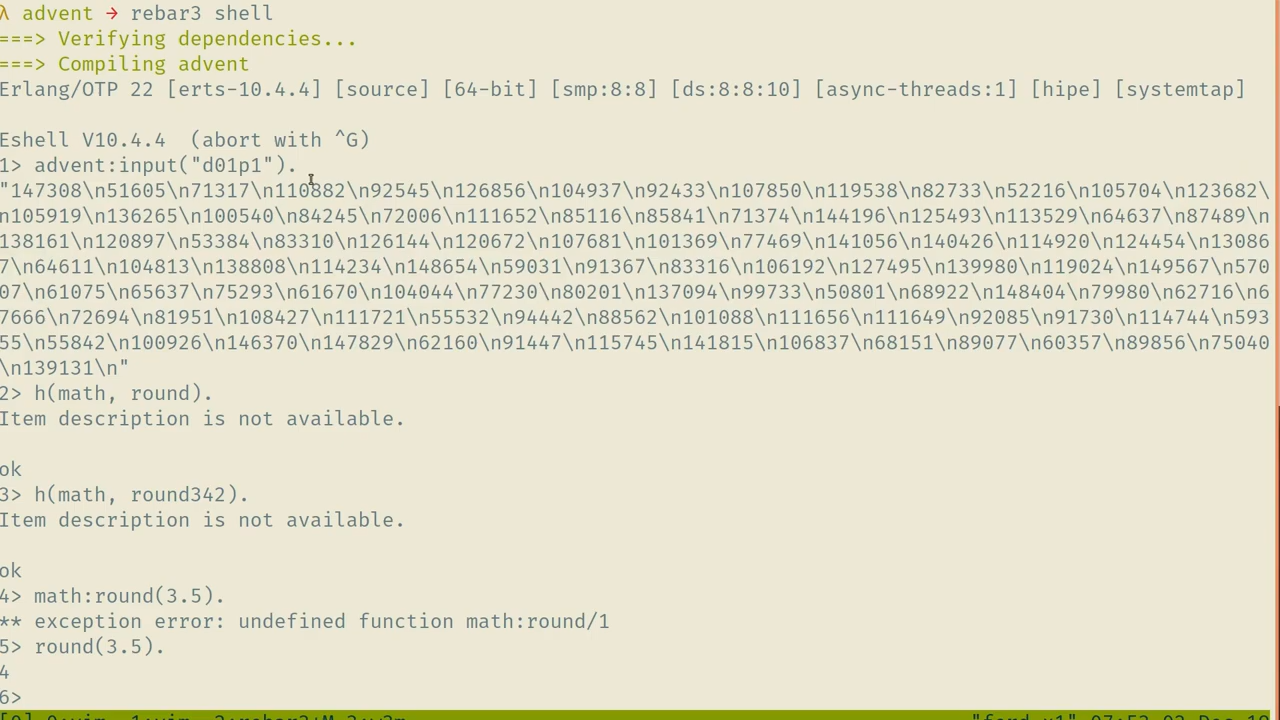 λ advent → rebar3 shell
===> Verifying dependencies...
===> Compiling advent
Erlang/OTP 22 [erts-10.4.4] [source] [64-bit] [smp:8:8] [ds:8:8:10] [async-threads:1] [hipe] [systemtap]
Eshell V10.4.4  (abort with ^G)
1> advent:input("d01p1").
"147308\n51605\n71317\n110882\n92545\n126856\n104937\n92433\n107850\n119538\n82733\n52216\n105704\n123682\
n105919\n136265\n100540\n84245\n72006\n111652\n85116\n85841\n71374\n144196\n125493\n113529\n64637\n87489\n
138161\n120897\n53384\n83310\n126144\n120672\n107681\n101369\n77469\n141056\n140426\n114920\n124454\n13086
7\n64611\n104813\n138808\n114234\n148654\n59031\n91367\n83316\n106192\n127495\n139980\n119024\n149567\n570
07\n61075\n65637\n75293\n61670\n104044\n77230\n80201\n137094\n99733\n50801\n68922\n148404\n79980\n62716\n6
7666\n72694\n81951\n108427\n111721\n55532\n94442\n88562\n101088\n111656\n111649\n92085\n91730\n114744\n593
55\n55842\n100926\n146370\n147829\n62160\n91447\n115745\n141815\n106837\n68151\n89077\n60357\n89856\n75040
\n139131\n"
2> h(math, round).
Item description is not available.
ok
3> h(math, round342).
Item description is not available.
ok
4> math:round(3.5).
** exception error: undefined function math:round/1
5> round(3.5).
4
6>